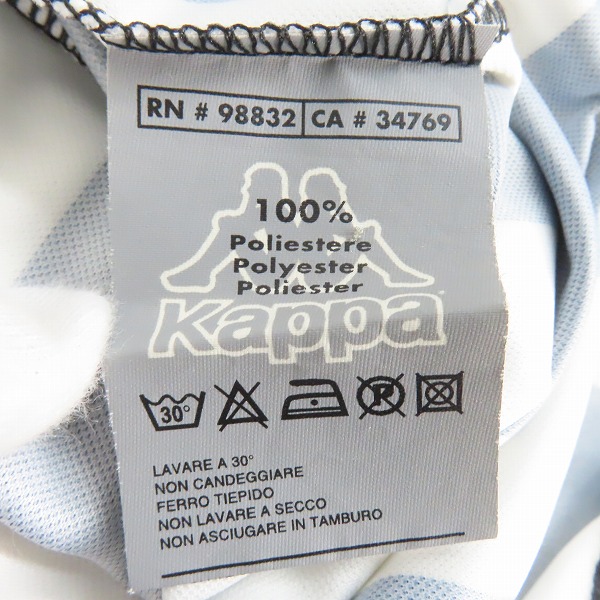 RN # 98832 CA # 34769
100%
Poliestere
Polyester
Poliester
Kappa
30°
R
LAVARE A 30°
NON CANDEGGIARE
FERRO TIEPIDO
NON LAVARE A SECCO
NON ASCIUGARE IN TAMBURO